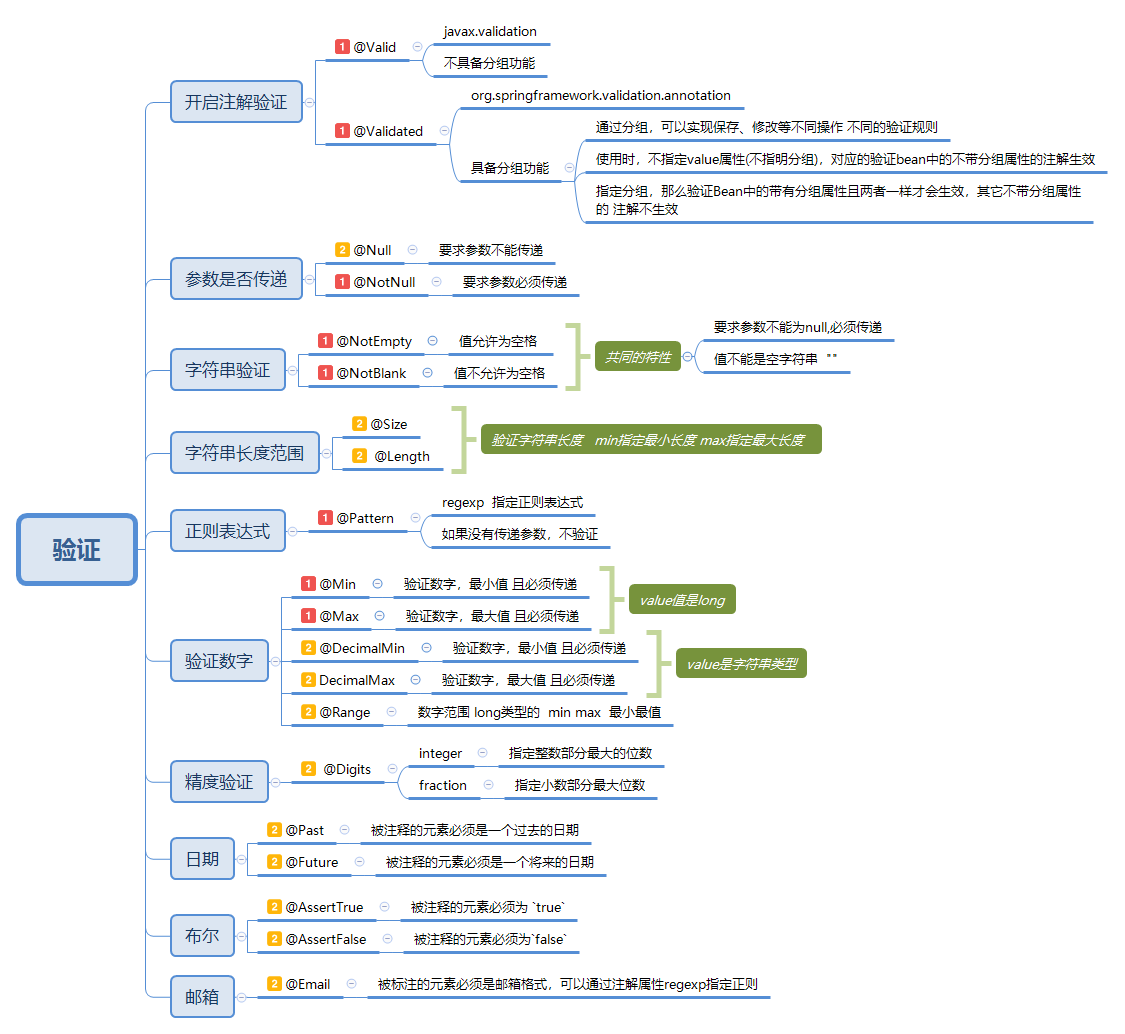 验证
开启注解验证
1 @Valid
javax.validation
不具备分组功能
1 @Validated
org.springframework.validation.annotation
具备分组功能
通过分组，可以实现保存、修改等不同操作 不同的验证规则
使用时，不指定value属性(不指明分组)，对应的验证bean中的不带分组属性的注解生效
指定分组，那么验证Bean中的带有分组属性且两者一样才会生效，其它不带分组属性
的 注解不生效
参数是否传递
2 @Null
要求参数不能传递
1 @NotNull
要求参数必须传递
字符串验证
1 @NotEmpty
值允许为空格
1 @NotBlank
值不允许为空格
共同的特性
要求参数不能为null,必须传递
值不能是空字符串 ""
字符串长度范围
2 @Size
2 @Length
验证字符串长度 min指定最小长度 max指定最大长度
正则表达式
1 @Pattern
regexp 指定正则表达式
如果没有传递参数，不验证
验证数字
1 @Min
验证数字，最小值 且必须传递
1 @Max
验证数字，最大值 且必须传递
value值是long
2 @DecimalMin
验证数字，最小值 且必须传递
2 DecimalMax
验证数字，最大值 且必须传递
value是字符串类型
2 @Range
数字范围 long类型的 min max 最小最值
精度验证
2 @Digits
integer
指定整数部分最大的位数
fraction
指定小数部分最大位数
日期
2 @Past
被注释的元素必须是一个过去的日期
2 @Future
被注释的元素必须是一个将来的日期
布尔
2 @AssertTrue
被注释的元素必须为 `true`
2 @AssertFalse
被注释的元素必须为`false`
邮箱
2 @Email
被标注的元素必须是邮箱格式，可以通过注解属性regexp指定正则